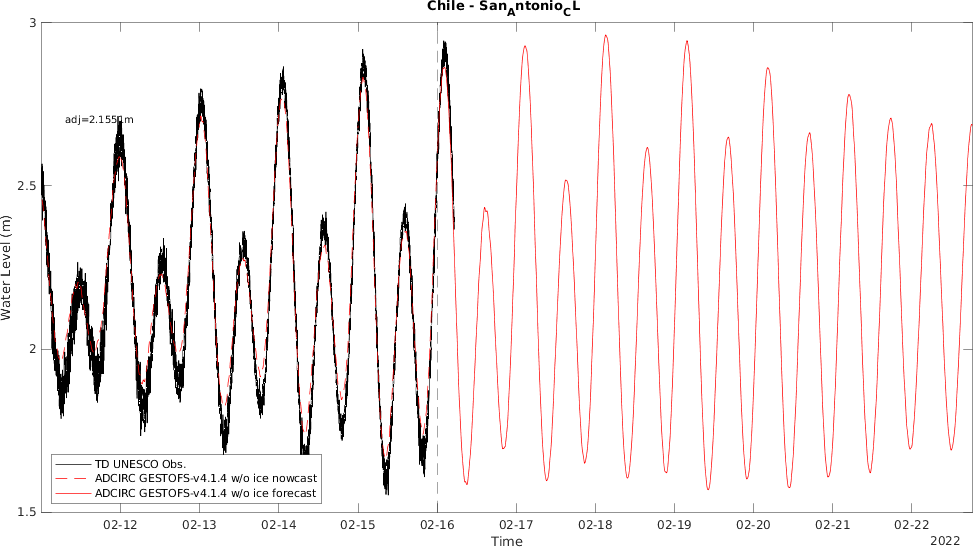 Chile - SanAntonioCL
3
adj=2.1551m
2.5
Water Level (m)
2
TD UNESCO Obs.
ADCIRC GESTOFS-v4.1.4 w/o ice nowcast
ADCIRC GESTOFS-v4.1.4 w/o ice forecast
1.5
02-12 02-13 02-14 02-15 02-16 02-17 02-18 02-19 02-20 02-21 02-22
Time
2022